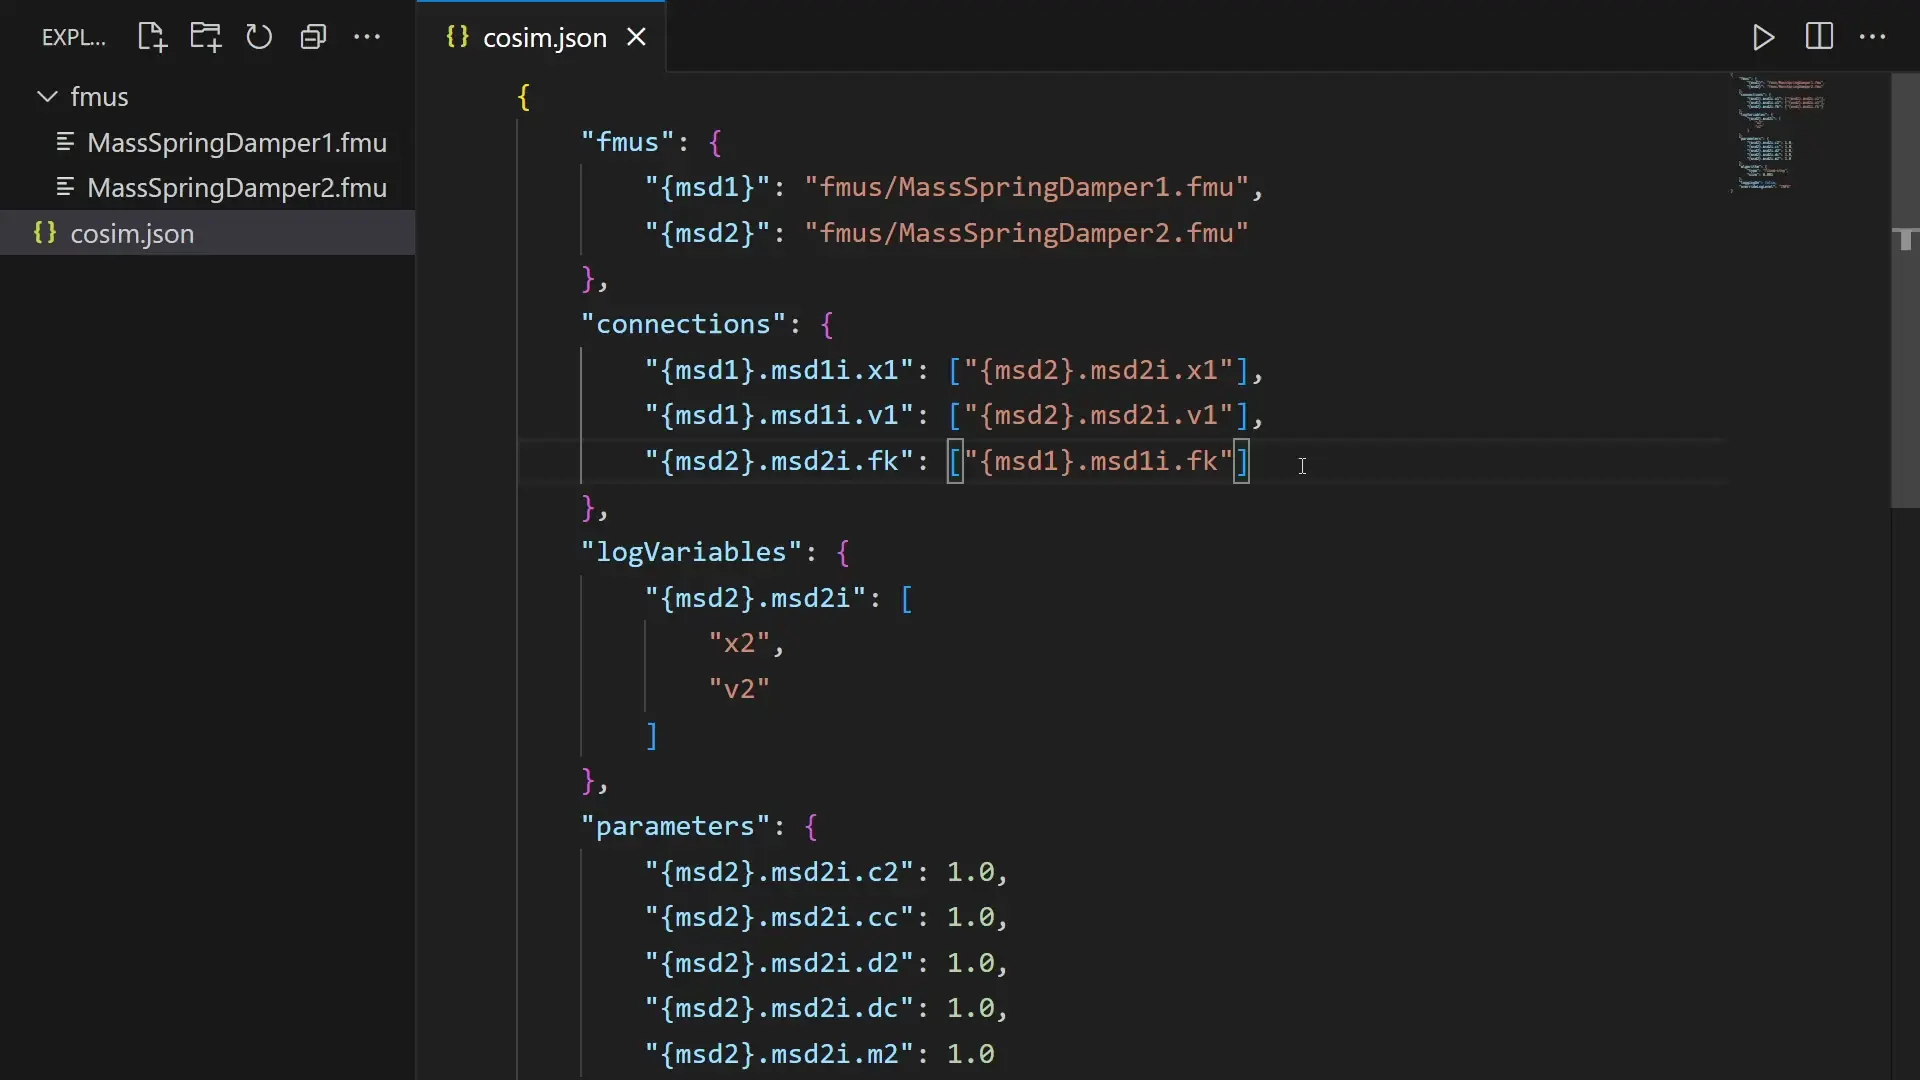 EXPL...
fmus
MassSpringDamper1.fmu
MassSpringDamper2.fmu
{} cosim.json
{} cosim.json
{
"fmus": {
"{msd1}": "fmus/MassSpringDamper1.fmu",
"{msd2}": "fmus/MassSpringDamper2.fmu"
},
"connections": {
"{msd1}.msd1i.x1": ["{msd2}.msd2i.x1"],
"{msd1}.msd1i.v1": ["{msd2}.msd2i.v1"],
"{msd2}.msd2i.fk": ["{msd1}.msd1i.fk"]
},
"logVariables": {
"{msd2}.msd2i": [
"x2",
"v2"
]
},
"parameters": {
"{msd2}.msd2i.c2": 1.0,
"{msd2}.msd2i.cc": 1.0,
"{msd2}.msd2i.d2": 1.0,
"{msd2}.msd2i.dc": 1.0,
"{msd2}.msd2i.m2": 1.0